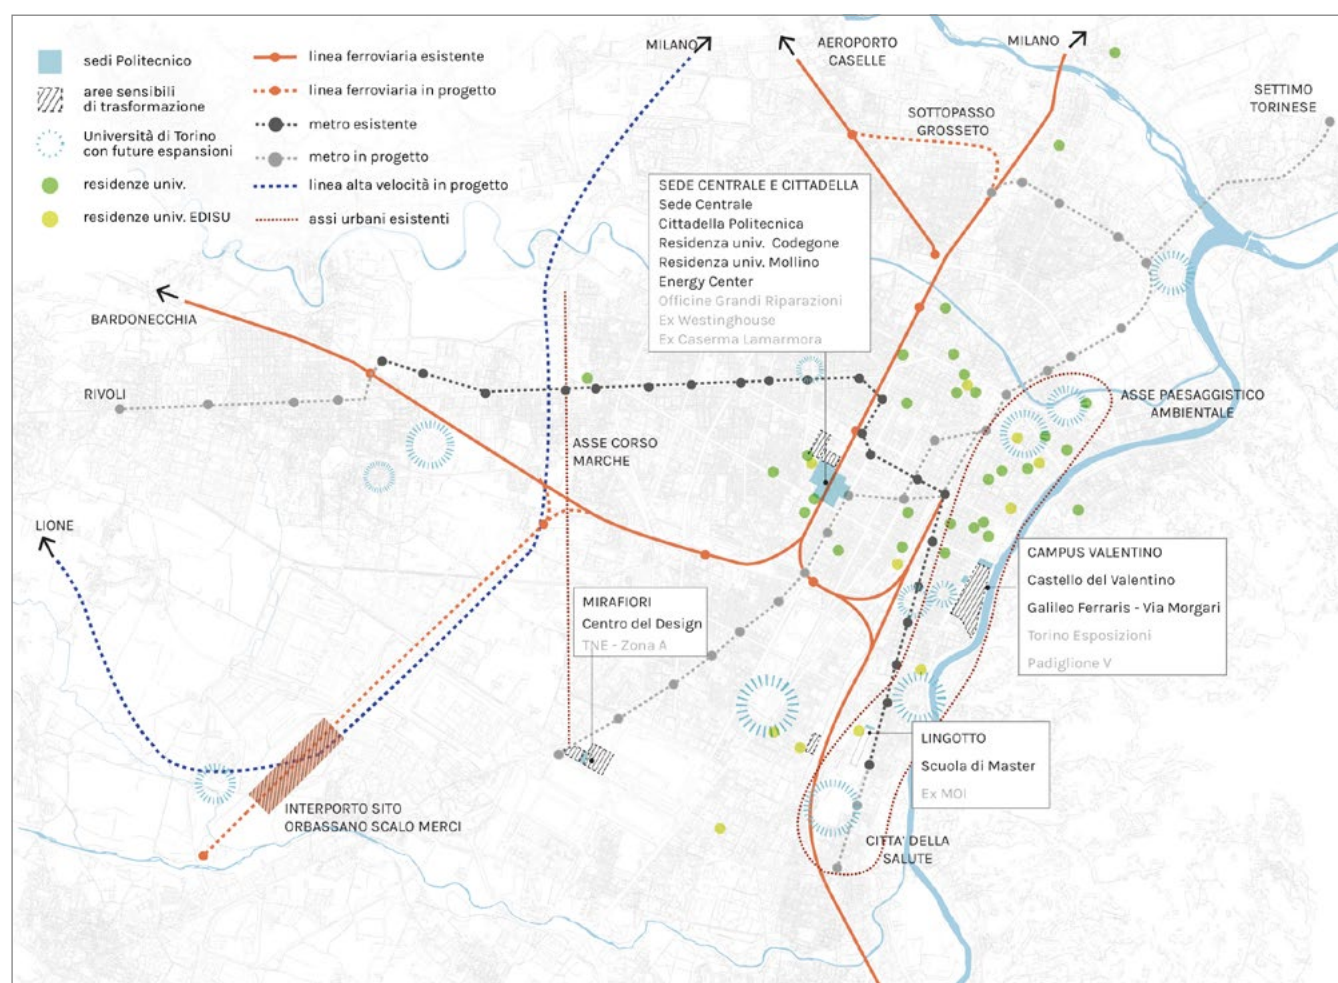 sedi Politecnico
aree sensibili
di trasformazione
Università di Torino
con future espansioni
residenze univ.
residenze univ. EDISU
linea ferroviaria esistente
linea ferroviaria in progetto
metro esistente
metro in progetto
linea alta velocità in progetto
assi urbani esistenti
MILANO
AEROPORTO
CASELLE
MILANO
SETTIMO
TORINESE
SOTTOPASSO
GROSSETO
SEDE CENTRALE E CITTADELLA
Sede Centrale
Cittadella Politecnica
Residenza univ. Codegone
Residenza univ. Mollino
Energy Center
Officine Grandi Riparazioni
Ex Westinghouse
Ex Caserma Lamarmora
BARDONECCHIA
RIVOLI
ASSE PAESAGGISTICO
AMBIENTALE
ASSE CORSO
MARCHE
LIONE
CAMPUS VALENTINO
Castello del Valentino
Galileo Ferraris - Via Morgari
Torino Esposizioni
Padiglione V
MIRAFIORI
Centro del Design
TNE - Zona A
LINGOTTO
Scuola di Master
Ex MOI
INTERPORTO SITO
ORBASSANO SCALO MERCI
CITTA' DELLA
SALUTE